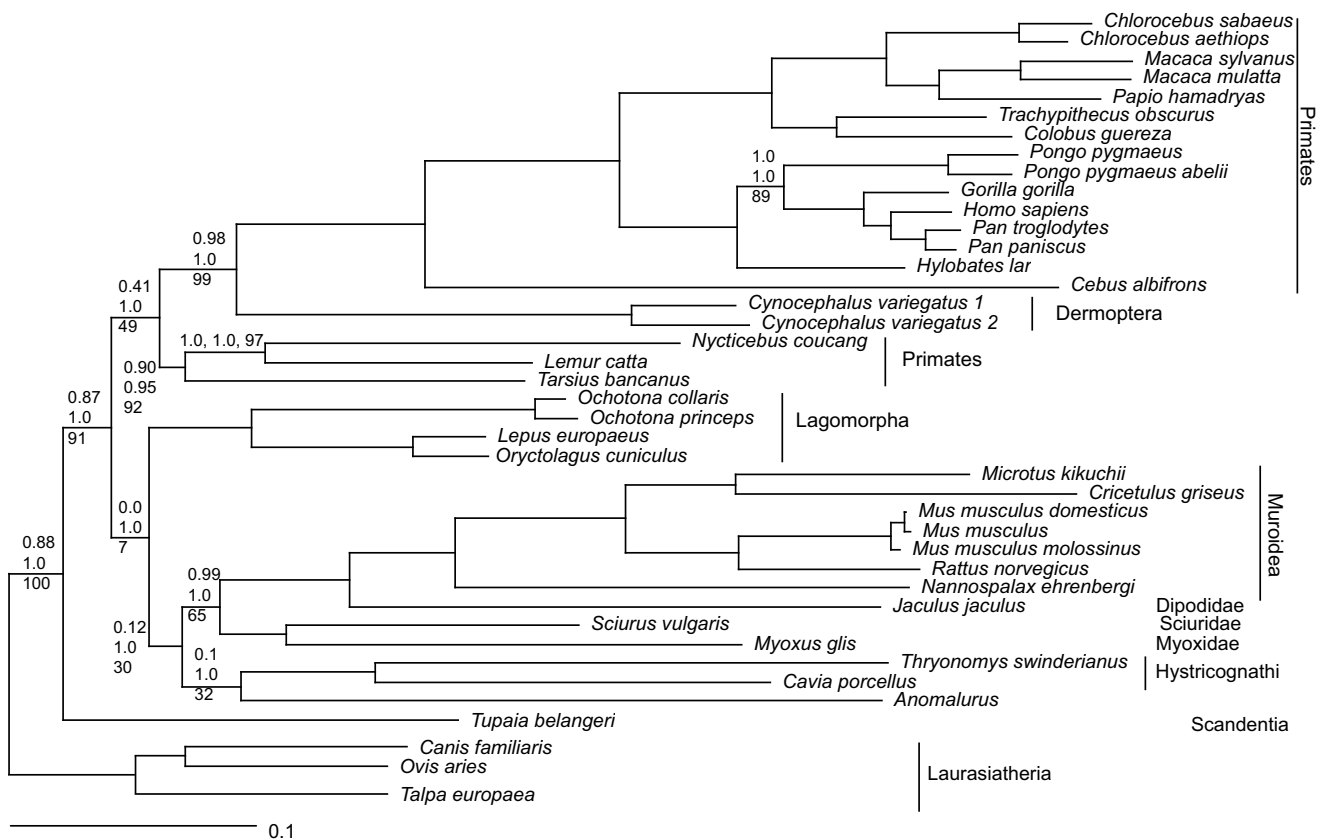 Chlorocebus sabaeus
Chlorocebus aethiops
Macaca sylvanus
Macaca mulatta
Papio hamadryas
Trachypithecus obscurus
Colobus guereza
Primates
1.0
1.0
89
Pongo pygmaeus
Pongo pygmaeus abelii
Gorilla gorilla
Homo sapiens
Pan troglodytes
Pan paniscus
Hylobates lar
Cebus albifrons
0.98
1.0
99
0.41
1.0
49
Cynocephalus variegatus 1
Cynocephalus variegatus 2
Dermoptera
1.0, 1.0, 97
Nycticebus coucang
Lemur catta
Tarsius bancanus
Primates
0.90
0.95
92
0.87
1.0
91
Ochotona collaris
Ochotona princeps
Lepus europaeus
Oryctolagus cuniculus
Lagomorpha
Microtus kikuchii
Cricetulus griseus
Mus musculus domesticus
Mus musculus
Mus musculus molossinus
Rattus norvegicus
Nannospalax ehrenbergi
Muroidea
0.0
1.0
7
0.88
1.0
100
0.99
1.0
65
Jaculus jaculus
Dipodidae
Sciurus vulgaris
Sciuridae
Myoxus glis
Myoxidae
0.12
1.0
30
0.1
1.0
32
Thryonomys swinderianus
Cavia porcellus
Hystricognathi
Anomalurus
Tupaia belangeri
Scandentia
Canis familiaris
Ovis aries
Talpa europaea
Laurasiatheria
0.1